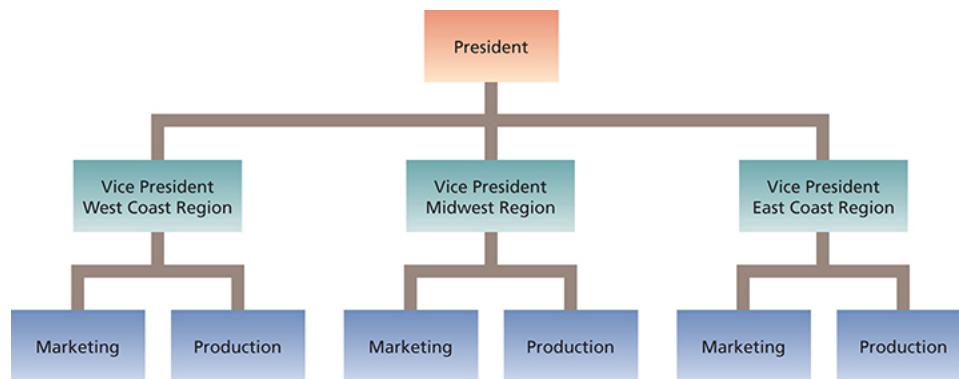 President
Vice President
West Coast Region
Vice President
Midwest Region
Vice President
East Coast Region
Marketing
Production
Marketing
Production
Marketing
Production